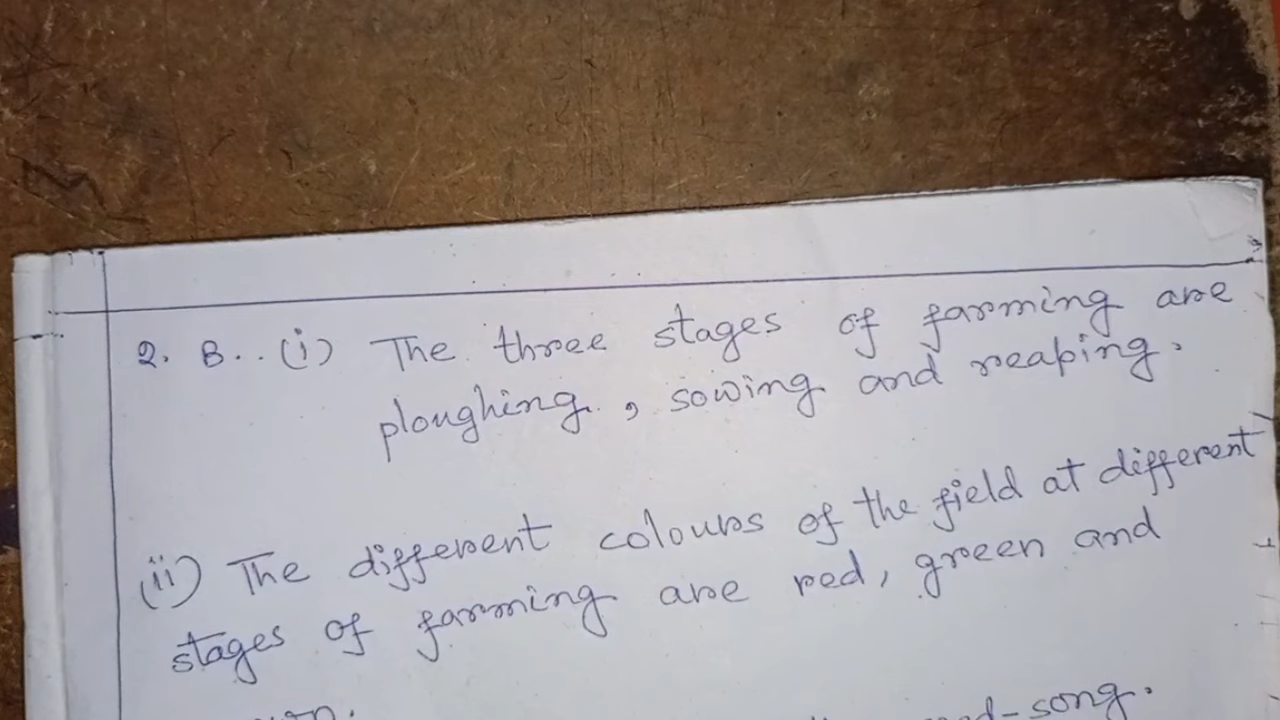 2. B.. (i) The three stages of farming are
ploughing, sowing and reaping.
(ii) The different colours of the field at different
stages of farming are red, green and
-song.